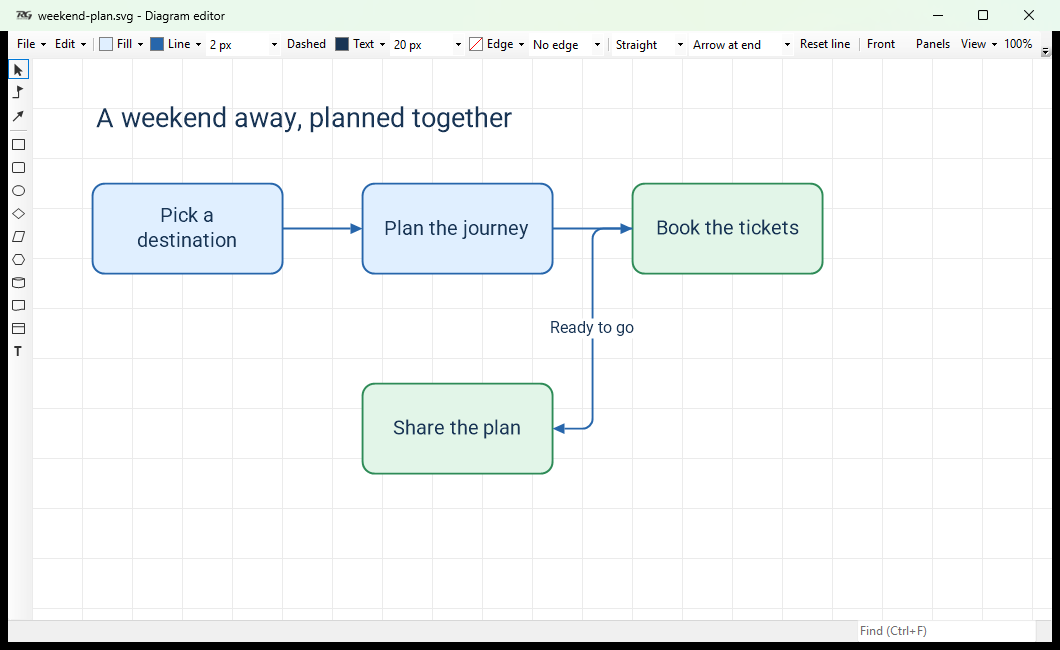 weekend-plan.svg - Diagram editor
File Edit Fill Line 2 px Dashed Text 20 px Edge No edge Straight Arrow at end Reset line Front Panels View 100%
T
A weekend away, planned together
Pick a
destination
Plan the journey
Book the tickets
Ready to go
Share the plan
Find (Ctrl+F)